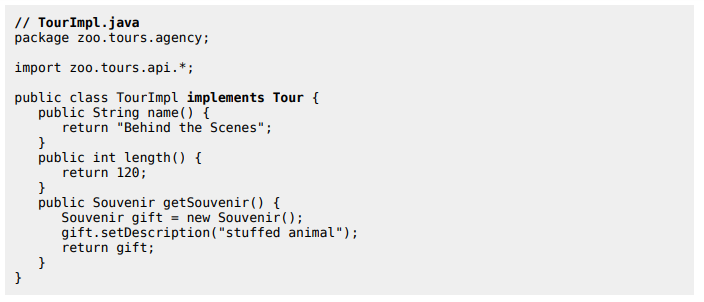 // TourImpl.java
package zoo.tours.agency;

import zoo.tours.api.*;

public class TourImpl implements Tour {
   public String name() {
      return "Behind the Scenes";
   }
   public int length() {
      return 120;
   }
   public Souvenir getSouvenir() {
      Souvenir gift = new Souvenir();
      gift.setDescription("stuffed animal");
      return gift;
   }
}